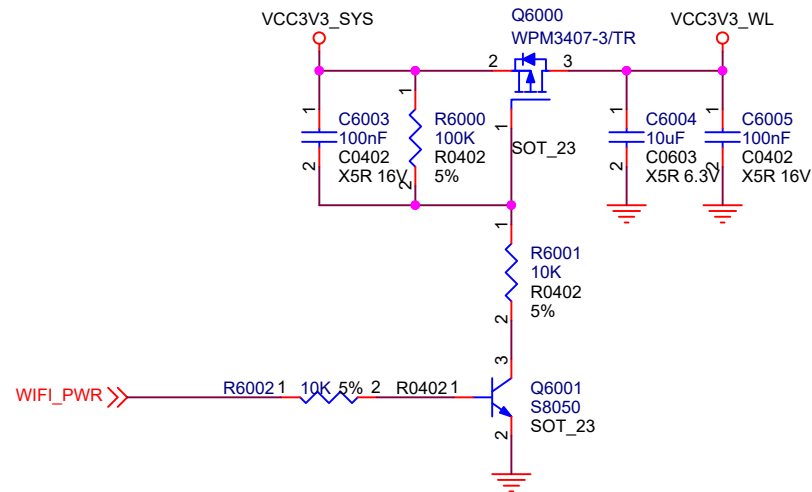 VCC3V3_SYS
Q6000
WPM3407-3/TR
VCC3V3_WL
2
3
1
C6003
100nF
C0402
X5R 16V
2
1
R6000
100K
R0402
5%
2
1
SOT_23
1
C6004
10uF
C0603
X5R 6.3V
2
1
C6005
100nF
C0402
X5R 16V
2
1
R6001
10K
R0402
5%
2
WIFI_PWR
R6002 1 10K 5% 2 R0402 1
3
Q6001
S8050
SOT_23
2